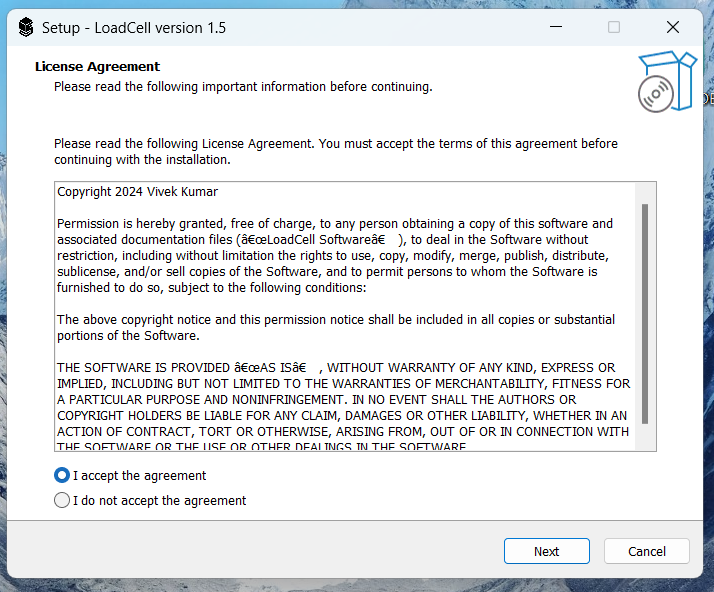 Setup - LoadCell version 1.5
License Agreement
Please read the following important information before continuing.
Please read the following License Agreement. You must accept the terms of this agreement before
continuing with the installation.
Copyright 2024 Vivek Kumar
Permission is hereby granted, free of charge, to any person obtaining a copy of this software and
associated documentation files (â€œLoadCell Softwareâ€ ), to deal in the Software without
restriction, including without limitation the rights to use, copy, modify, merge, publish, distribute,
sublicense, and/or sell copies of the Software, and to permit persons to whom the Software is
furnished to do so, subject to the following conditions:
The above copyright notice and this permission notice shall be included in all copies or substantial
portions of the Software.
THE SOFTWARE IS PROVIDED â€œAS ISâ€ , WITHOUT WARRANTY OF ANY KIND, EXPRESS OR
IMPLIED, INCLUDING BUT NOT LIMITED TO THE WARRANTIES OF MERCHANTABILITY, FITNESS FOR
A PARTICULAR PURPOSE AND NONINFRINGEMENT. IN NO EVENT SHALL THE AUTHORS OR
COPYRIGHT HOLDERS BE LIABLE FOR ANY CLAIM, DAMAGES OR OTHER LIABILITY, WHETHER IN AN
ACTION OF CONTRACT, TORT OR OTHERWISE, ARISING FROM, OUT OF OR IN CONNECTION WITH
THE SOFTWARE OR THE USE OR OTHER DEALINGS IN THE SOFTWARE
I accept the agreement
I do not accept the agreement
Next
Cancel